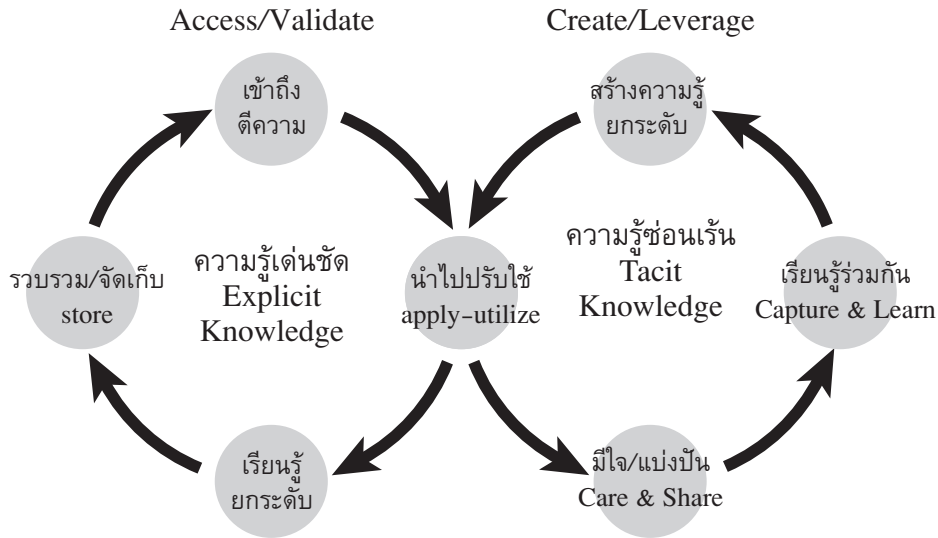 Access/Validate
Create/Leverage
เข้าถึง
ตีความ
สร้างความรู้
ยกระดับ
รวบรวม/จัดเก็บ
store
ความรู้เด่นชัด
Explicit
Knowledge
นำไปปรับใช้
apply-utilize
ความรู้ซ่อนเร้น
Tacit
Knowledge
เรียนรู้ร่วมกัน
Capture & Learn
เรียนรู้
ยกระดับ
มีใจ/แบ่งปัน
Care & Share